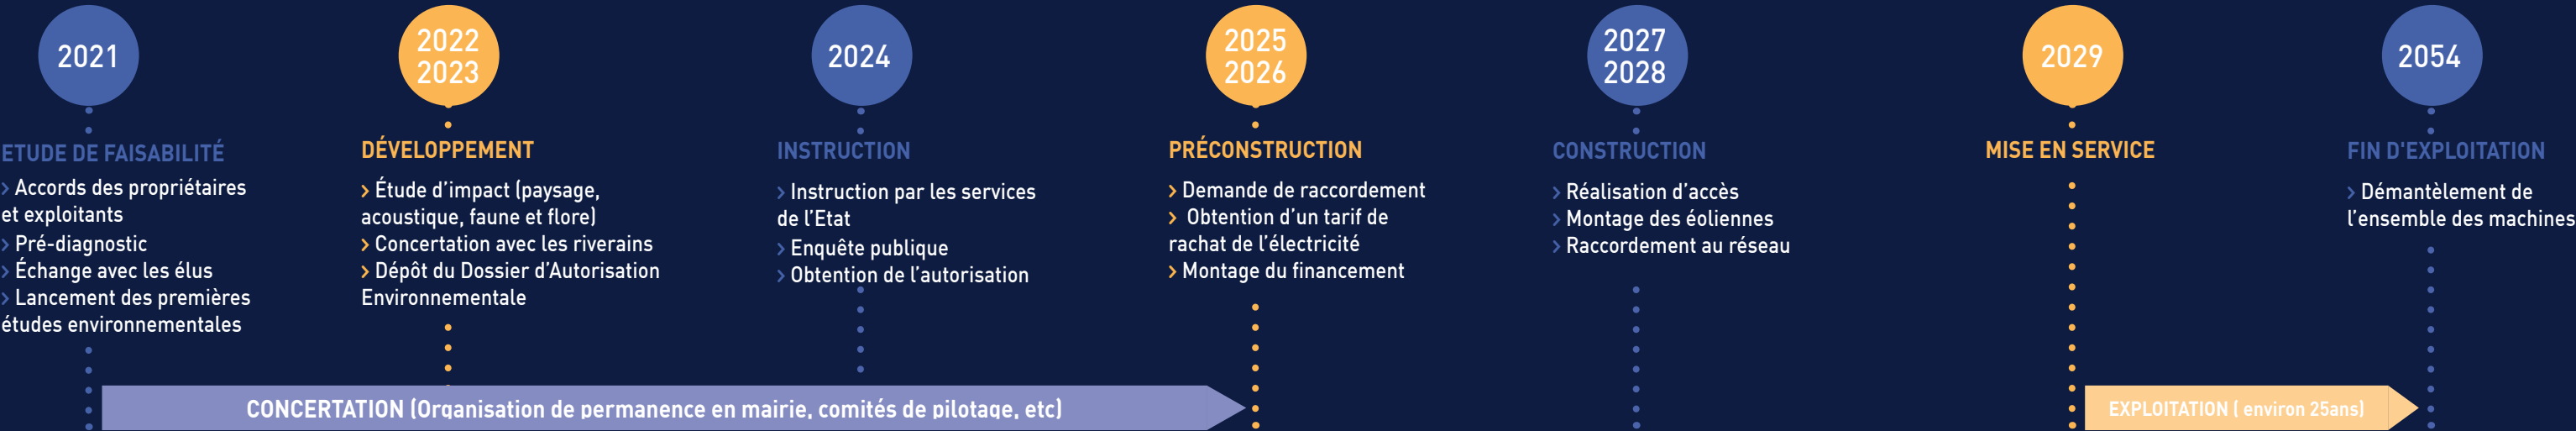 2021
ETUDE DE FAISABILITÉ
> Accords des propriétaires
et exploitants
> Pré-diagnostic
> Échange avec les élus
> Lancement des premières
études environnementales
2022
2023
DÉVELOPPEMENT
> Étude d’impact (paysage,
acoustique, faune et flore)
> Concertation avec les riverains
> Dépôt du Dossier d’Autorisation
Environnementale
2024
INSTRUCTION
> Instruction par les services
de l’Etat
> Enquête publique
> Obtention de l’autorisation
2025
2026
PRÉCONSTRUCTION
> Demande de raccordement
> Obtention d’un tarif de
rachat de l’électricité
> Montage du financement
2027
2028
CONSTRUCTION
> Réalisation d’accès
> Montage des éoliennes
> Raccordement au réseau
2029
MISE EN SERVICE
2054
FIN D'EXPLOITATION
> Démantèlement de
l’ensemble des machines
CONCERTATION (Organisation de permanence en mairie, comités de pilotage, etc)
EXPLOITATION ( environ 25ans)